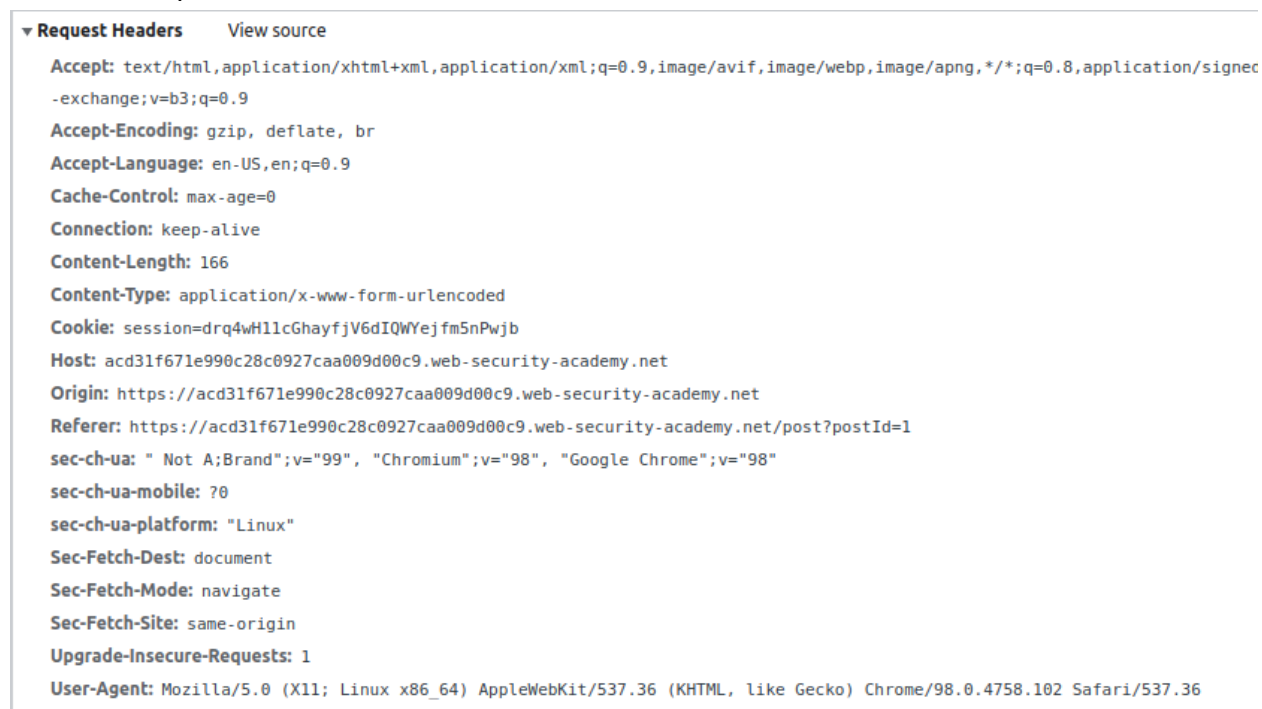 ▾ Request Headers View source
Accept: text/html,application/xhtml+xml,application/xml;q=0.9,image/avif,image/webp,image/apng,*/*;q=0.8,application/signed
-exchange;v=b3;q=0.9
Accept-Encoding: gzip, deflate, br
Accept-Language: en-US,en;q=0.9
Cache-Control: max-age=0
Connection: keep-alive
Content-Length: 166
Content-Type: application/x-www-form-urlencoded
Cookie: session=drq4wH11cGhayfjV6dIQWYejfm5nPwjb
Host: acd31f671e990c28c0927caa009d00c9.web-security-academy.net
Origin: https://acd31f671e990c28c0927caa009d00c9.web-security-academy.net
Referer: https://acd31f671e990c28c0927caa009d00c9.web-security-academy.net/post?postId=1
sec-ch-ua: " Not A;Brand";v="99", "Chromium";v="98", "Google Chrome";v="98"
sec-ch-ua-mobile: ?0
sec-ch-ua-platform: "Linux"
Sec-Fetch-Dest: document
Sec-Fetch-Mode: navigate
Sec-Fetch-Site: same-origin
Upgrade-Insecure-Requests: 1
User-Agent: Mozilla/5.0 (X11; Linux x86_64) AppleWebKit/537.36 (KHTML, like Gecko) Chrome/98.0.4758.102 Safari/537.36